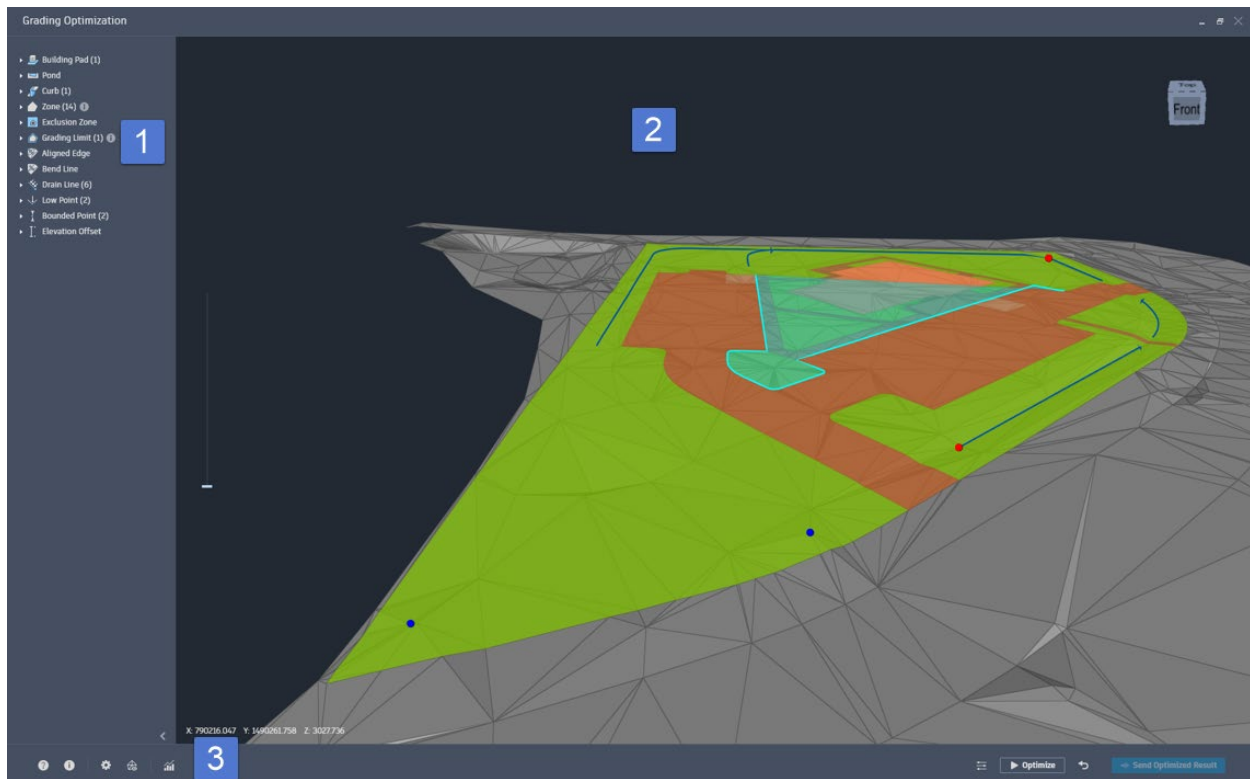 Grading Optimization
Building Pad (1)
Pond
Curb (1)
Zone (14)
Exclusion Zone
Grading Limit (1)
Aligned Edge
Bend Line
Drain Line (6)
Low Point (2)
Bounded Point (2)
Elevation Offset
1
2
Top
Front
X: 790216.047 Y: 1490261.758 Z: 3027.736
3
Optimize
Send Optimized Result